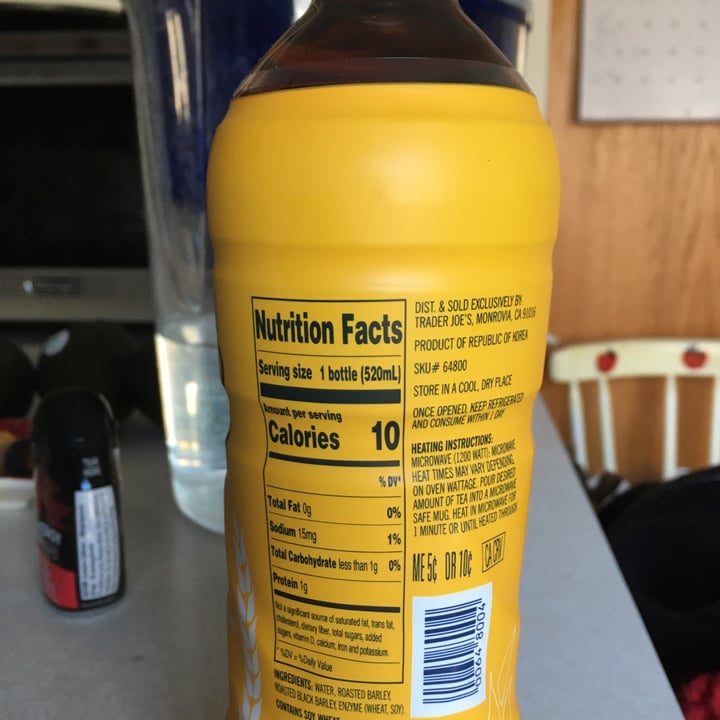 Nutrition Facts
Serving size 1 bottle (520mL)
Amount per serving
Calories 10
% DV*
Total Fat 0g 0%
Sodium 15mg 1%
Total Carbohydrate less than 1g 0%
Protein 1g
Not a significant source of saturated fat, trans fat,
cholesterol, dietary fiber, total sugars, added
sugars, vitamin D, calcium, iron and potassium.
* %DV = %Daily Value
INGREDIENTS: WATER, ROASTED BARLEY,
ROASTED BLACK BARLEY, ENZYME (WHEAT, SOY).
CONTAINS SOY, WHEAT
DIST. & SOLD EXCLUSIVELY BY:
TRADER JOE'S, MONROVIA, CA 91016
PRODUCT OF REPUBLIC OF KOREA
SKU# 64800
STORE IN A COOL, DRY PLACE
ONCE OPENED, KEEP REFRIGERATED
AND CONSUME WITHIN 1 DAY
HEATING INSTRUCTIONS:
MICROWAVE (1200 WATT): MICROWAVE
HEAT TIMES MAY VARY DEPENDING
ON OVEN WATTAGE. POUR DESIRED
AMOUNT OF TEA INTO A MICROWAVE
SAFE MUG. HEAT IN MICROWAVE FOR
1 MINUTE OR UNTIL HEATED THROUGH.
ME 5¢ OR 10¢ CA CRV
0064 8004